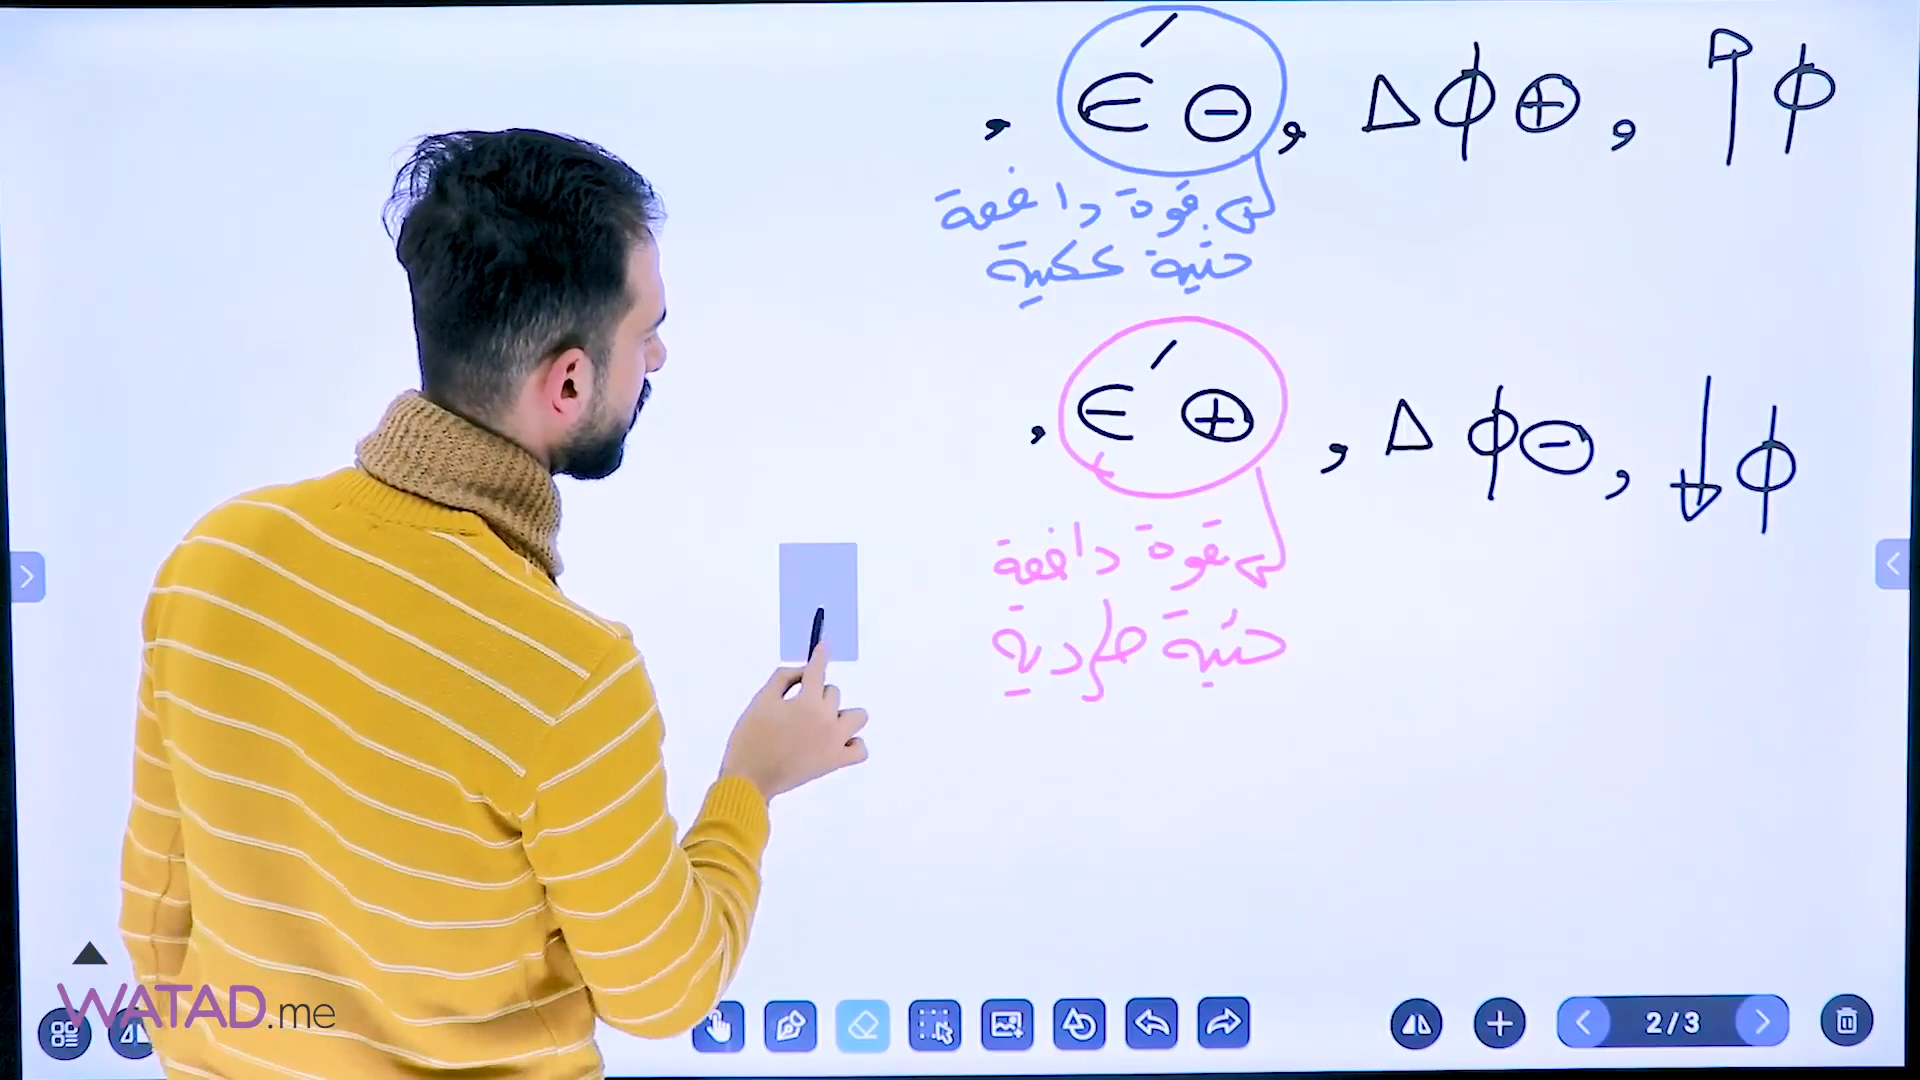 ↑ϕ , Δϕ ⊕ , ε′ ⊖ ,
قوة دافعة
حثية عكسية
↓ϕ , Δϕ ⊖ , ε′ ⊕ ,
قوة دافعة
حثية طردية
WATAD.me
2/3